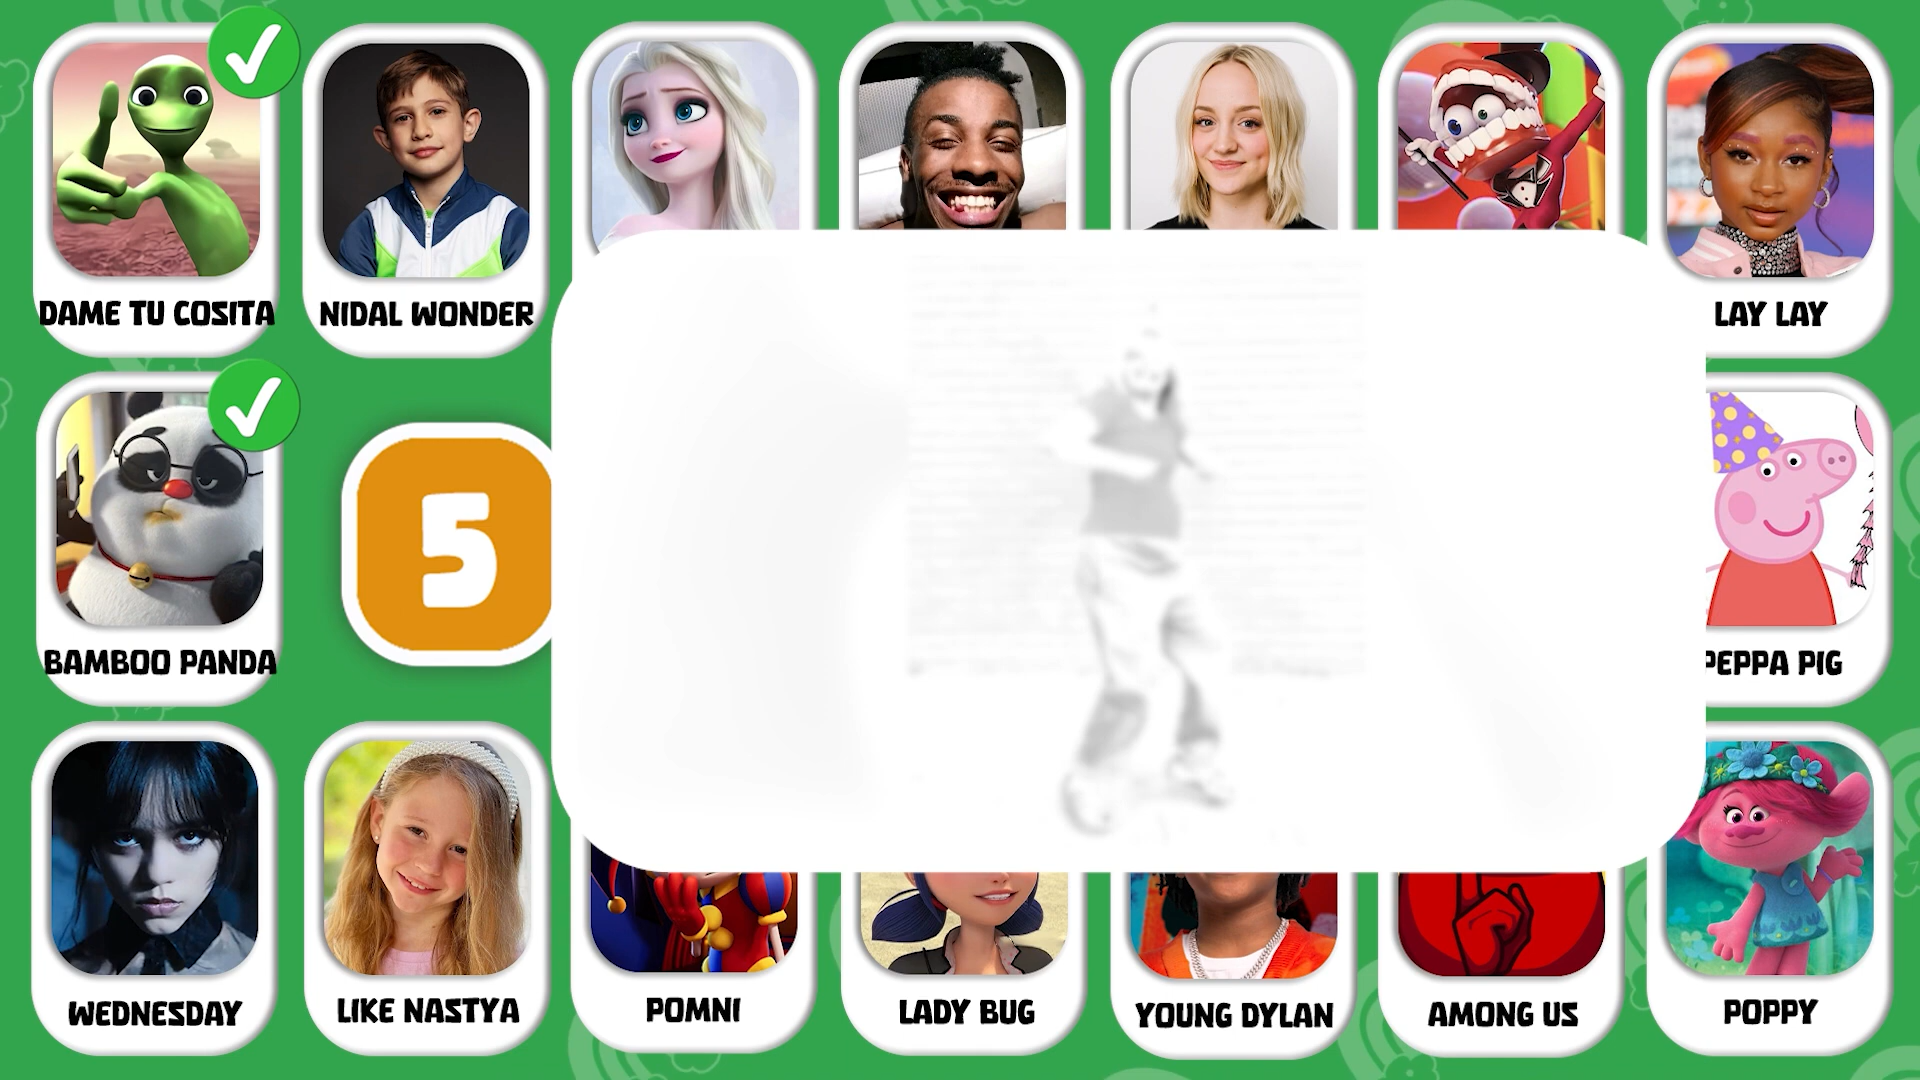 DAME TU COSITA
NIDAL WONDER
LAY LAY
BAMBOO PANDA
5
PEPPA PIG
WEDNESDAY
LIKE NASTYA
POMNI
LADY BUG
YOUNG DYLAN
AMONG US
POPPY